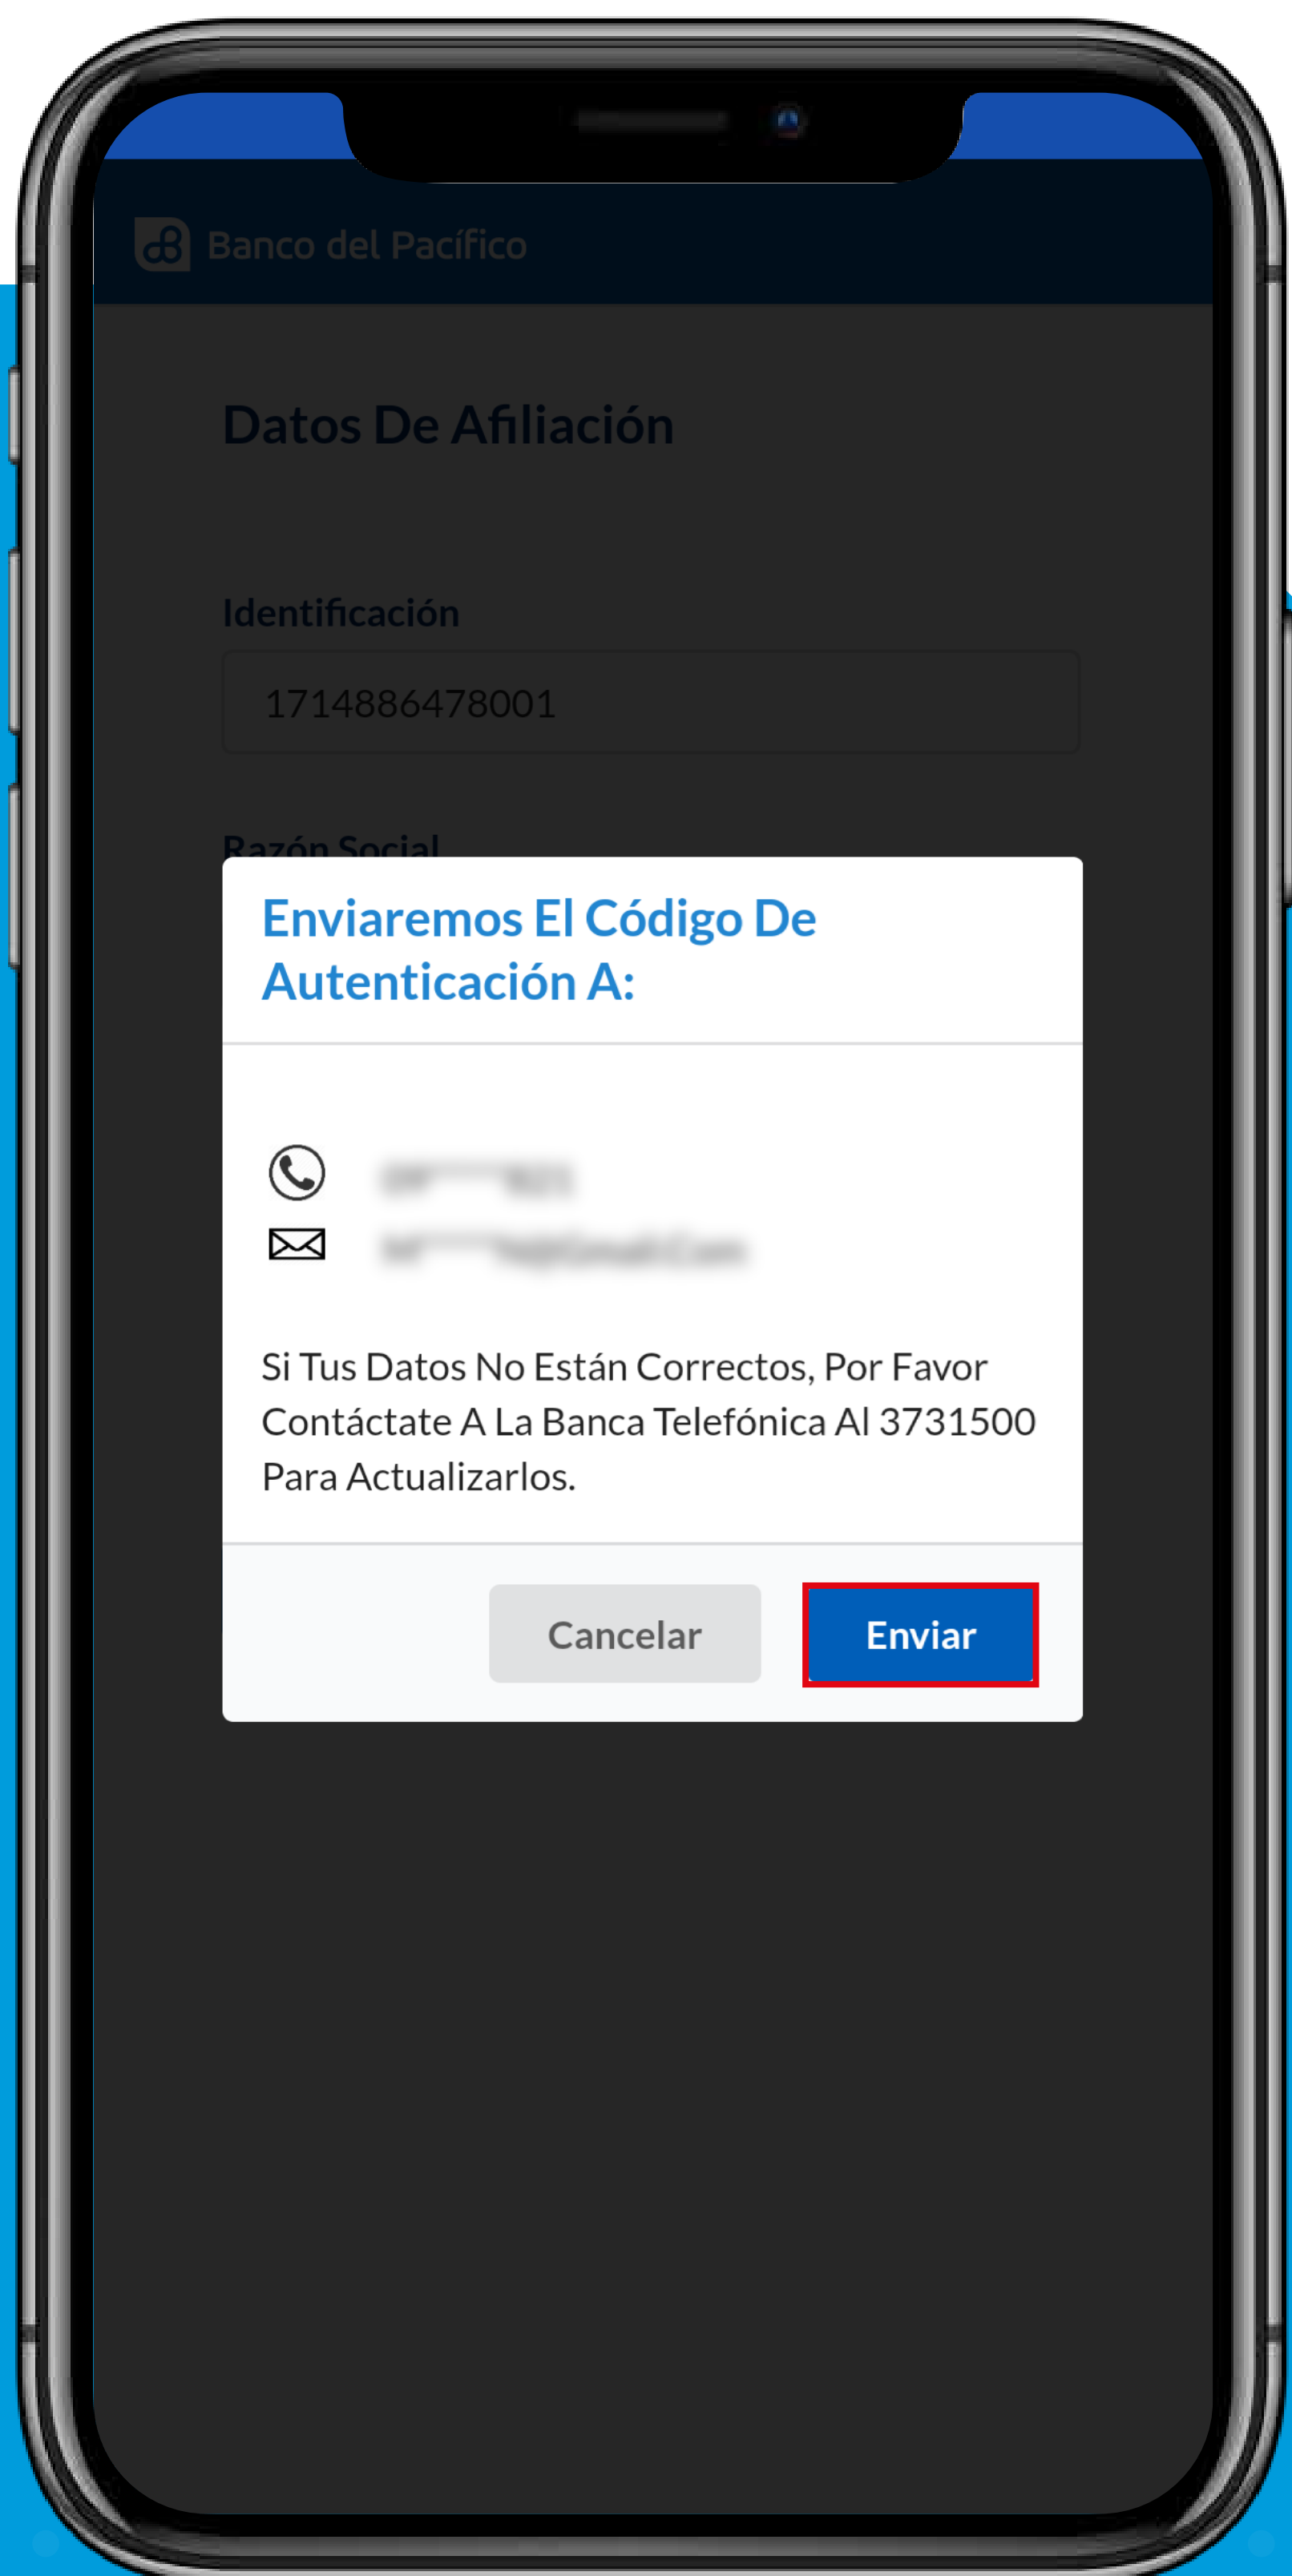 Banco del Pacífico
Datos De Afiliación
Identificación
1714886478001
Razón Social
Enviaremos El Código De
Autenticación A:
Si Tus Datos No Están Correctos, Por Favor
Contáctate A La Banca Telefónica Al 3731500
Para Actualizarlos.
Cancelar
Enviar